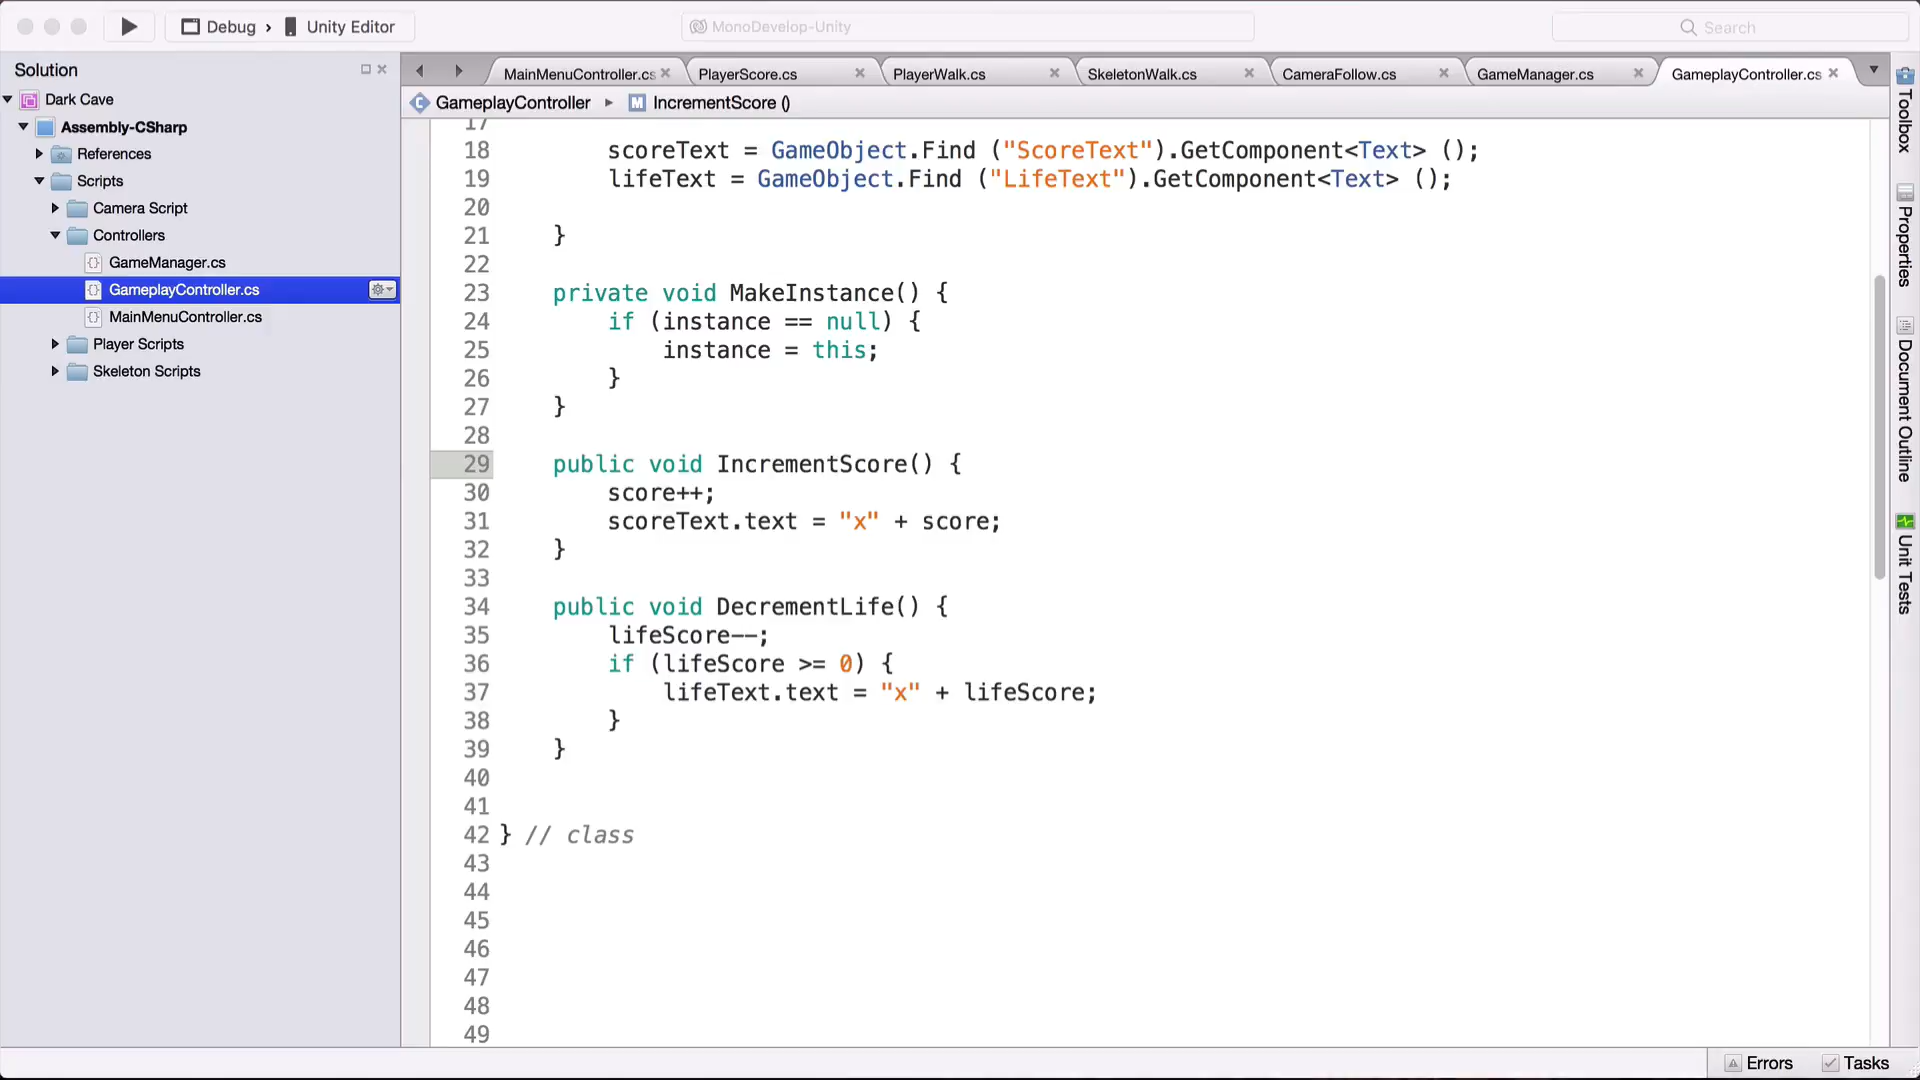 Debug › Unity Editor
MonoDevelop-Unity
Search
Solution
Dark Cave
Assembly-CSharp
References
Scripts
Camera Script
Controllers
GameManager.cs
GameplayController.cs
MainMenuController.cs
Player Scripts
Skeleton Scripts
MainMenuController.cs
PlayerScore.cs
PlayerWalk.cs
SkeletonWalk.cs
CameraFollow.cs
GameManager.cs
GameplayController.cs
GameplayController ▸ M IncrementScore ()
17
18 scoreText = GameObject.Find ("ScoreText").GetComponent<Text> ();
19 lifeText = GameObject.Find ("LifeText").GetComponent<Text> ();
20
21 }
22
23 private void MakeInstance() {
24 if (instance == null) {
25 instance = this;
26 }
27 }
28
29 public void IncrementScore() {
30 score++;
31 scoreText.text = "x" + score;
32 }
33
34 public void DecrementLife() {
35 lifeScore--;
36 if (lifeScore >= 0) {
37 lifeText.text = "x" + lifeScore;
38 }
39 }
40
41
42 } // class
43
44
45
46
47
48
49
Toolbox
Properties
Document Outline
Unit Tests
Errors
Tasks